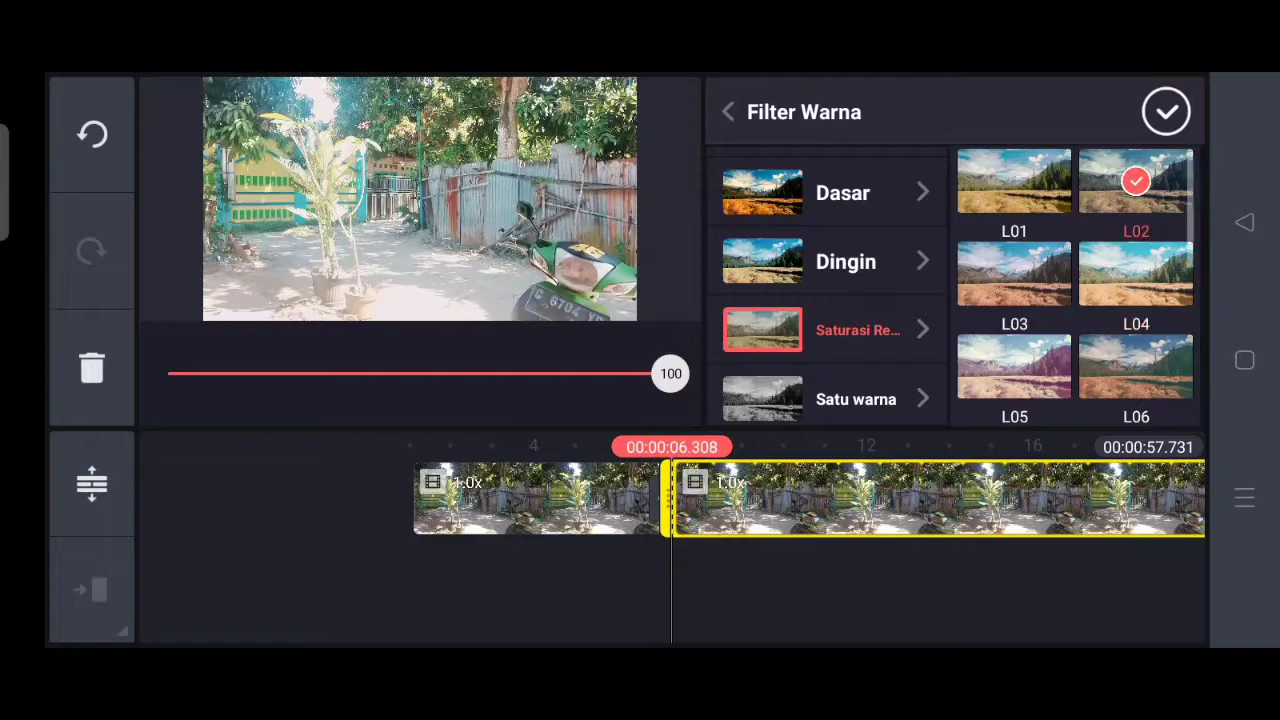 Filter Warna
Dasar
Dingin
Saturasi Re...
Satu warna
L01
L02
L03
L04
L05
L06
100
4
00:00:06.308
12
16
00:00:57.731
1.0x
1.0x
G 6704